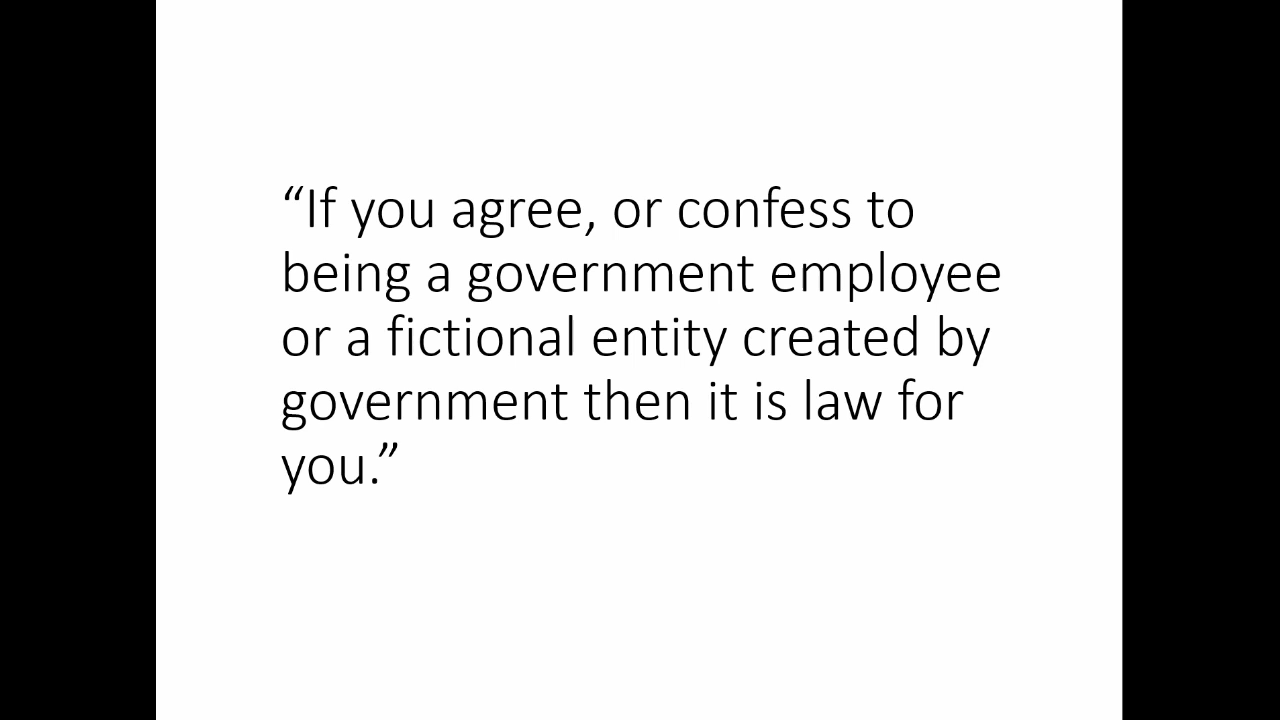 “If you agree, or confess to
being a government employee
or a fictional entity created by
government then it is law for
you.”